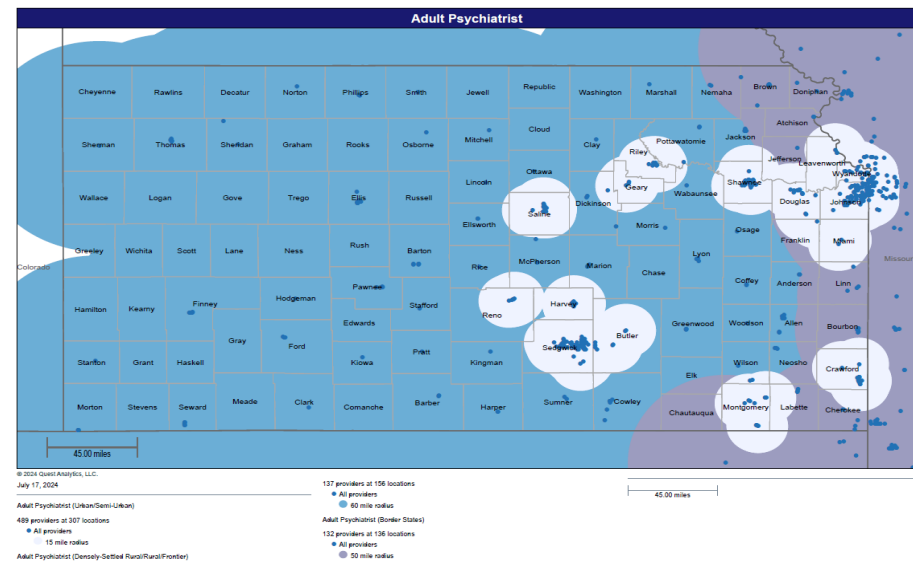 Adult Psychiatrist
Cheyenne Rawlins Decatur Norton Phillips Smith Jewell Republic Washington Marshall Nemaha Brown Doniphan
Atchison
Sherman Thomas Sheridan Graham Rooks Osborne Mitchell Cloud Clay Riley Pottawatomie Jackson Jefferson Leavenworth
Wyandotte
Wallace Logan Gove Trego Ellis Russell Lincoln Ottawa Dickinson Geary Wabaunsee Shawnee Douglas Johnson
Saline
Ellsworth Morris Osage Franklin Miami
Greeley Wichita Scott Lane Ness Rush Barton Rice McPherson Marion Chase Lyon
Colorado Missouri
Coffey Anderson Linn
Hamilton Kearny Finney Hodgeman Pawnee Stafford Reno Harvey
Edwards Greenwood Woodson Allen Bourbon
Gray Ford Sedgwick Butler
Stanton Grant Haskell Kiowa Pratt Kingman Elk Wilson Neosho Crawford
Morton Stevens Seward Meade Clark Comanche Barber Harper Sumner Cowley Chautauqua Montgomery Labette Cherokee
45.00 miles
© 2024 Quest Analytics, LLC.
July 17, 2024
Adult Psychiatrist (Urban/Semi-Urban)
489 providers at 307 locations
All providers
15 mile radius
Adult Psychiatrist (Densely-Settled Rural/Rural/Frontier)
137 providers at 156 locations
All providers
60 mile radius
Adult Psychiatrist (Border States)
132 providers at 136 locations
All providers
50 mile radius
45.00 miles